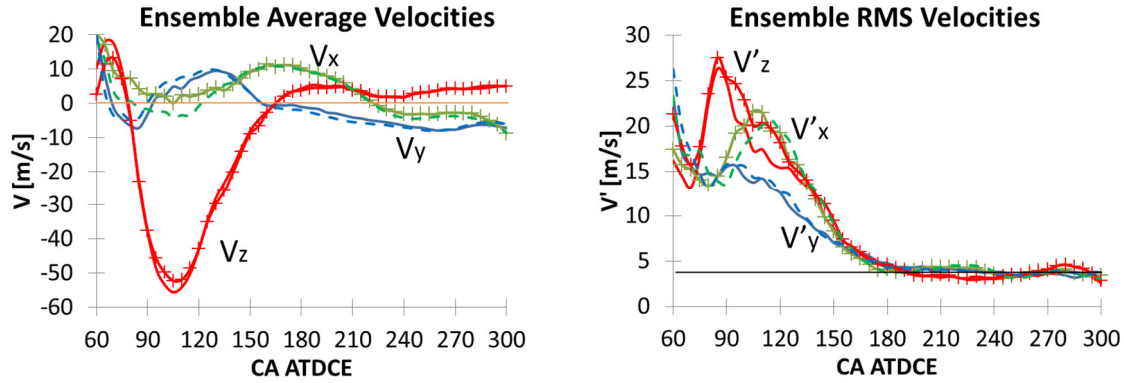 Ensemble Average Velocities
20
10
0
-10
-20
-30
-40
-50
-60
V [m/s]
Vx
Vy
Vz
60 90 120 150 180 210 240 270 300
CA ATDCE
Ensemble RMS Velocities
30
25
20
15
10
5
0
V' [m/s]
V'z
V'x
V'y
60 90 120 150 180 210 240 270 300
CA ATDCE